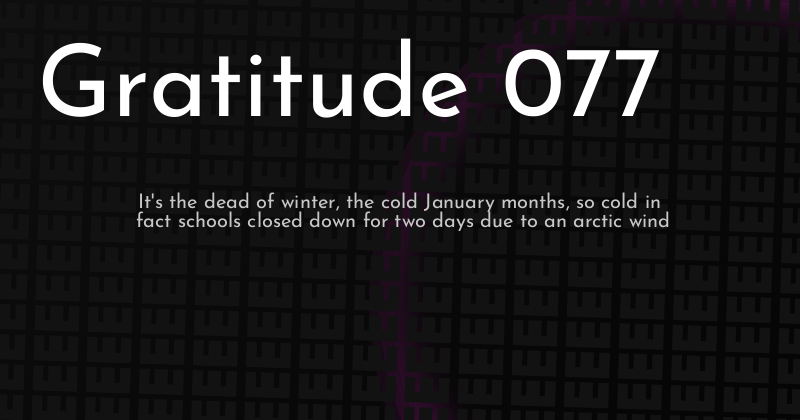 Gratitude 077
It's the dead of winter, the cold January months, so cold in
fact schools closed down for two days due to an arctic wind